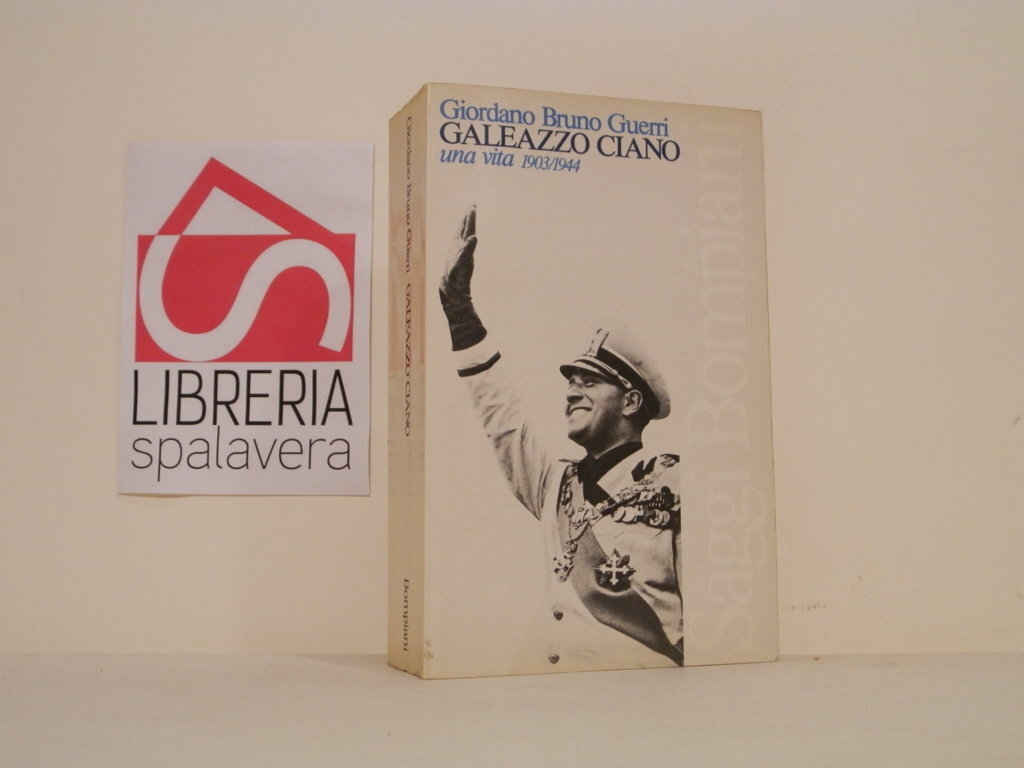 LIBRERIA
spalavera
Giordano Bruno Guerri GALEAZZO CIANO
Bompiani
Giordano Bruno Guerri
GALEAZZO CIANO
una vita 1903/1944
Saggi Bompiani